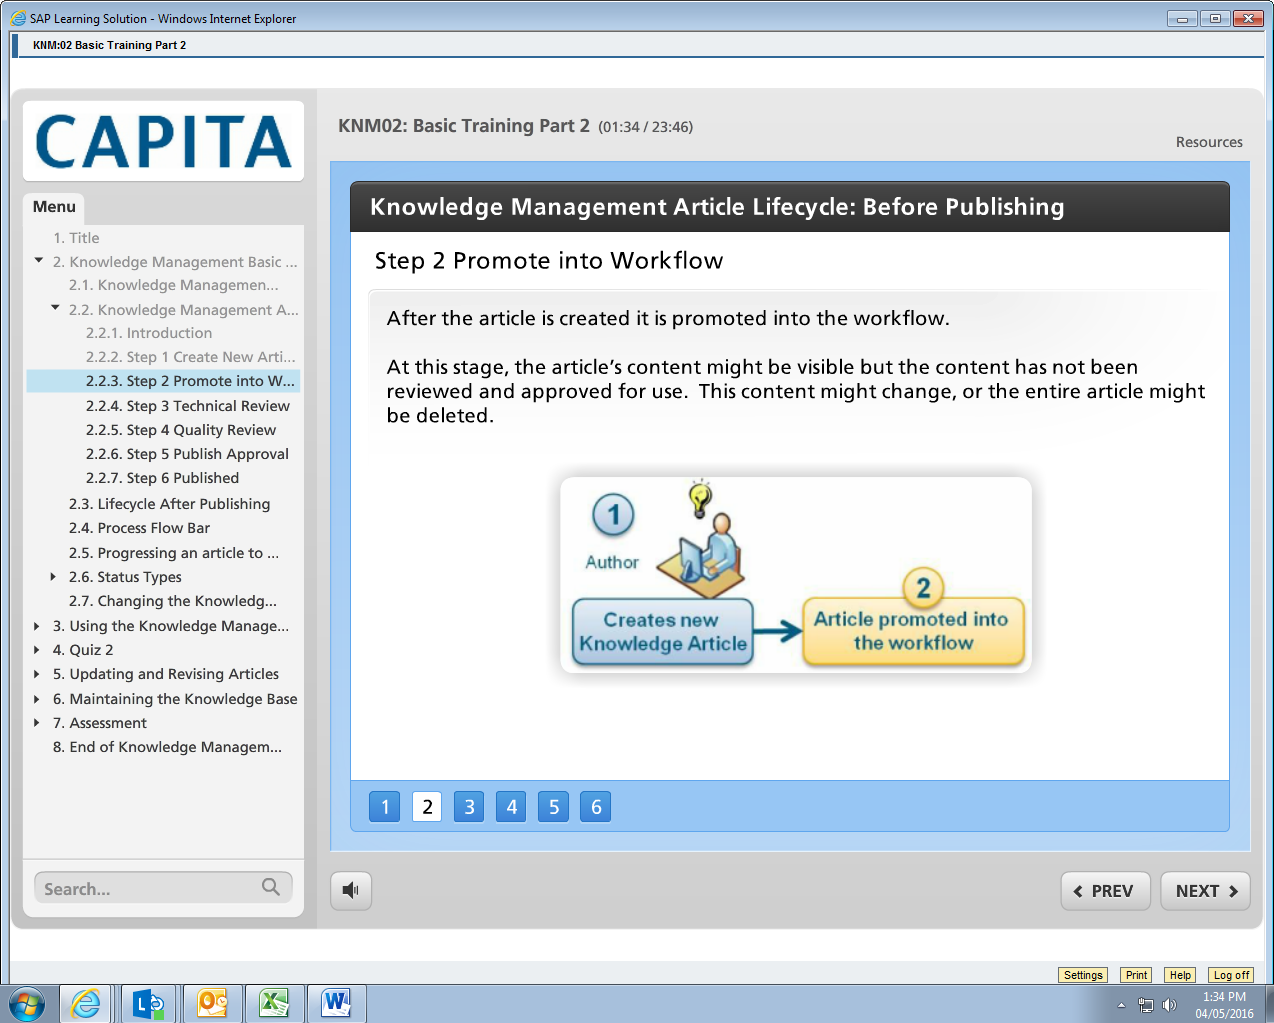 SAP Learning Solution - Windows Internet Explorer
KNM:02 Basic Training Part 2
CAPITA
KNM02: Basic Training Part 2 (01:34 / 23:46)
Resources
Menu
1. Title
2. Knowledge Management Basic ...
2.1. Knowledge Managemen...
2.2. Knowledge Management A...
2.2.1. Introduction
2.2.2. Step 1 Create New Arti...
2.2.3. Step 2 Promote into W...
2.2.4. Step 3 Technical Review
2.2.5. Step 4 Quality Review
2.2.6. Step 5 Publish Approval
2.2.7. Step 6 Published
2.3. Lifecycle After Publishing
2.4. Process Flow Bar
2.5. Progressing an article to ...
2.6. Status Types
2.7. Changing the Knowledg...
3. Using the Knowledge Manage...
4. Quiz 2
5. Updating and Revising Articles
6. Maintaining the Knowledge Base
7. Assessment
8. End of Knowledge Managem...
Search...
Knowledge Management Article Lifecycle: Before Publishing
Step 2 Promote into Workflow
After the article is created it is promoted into the workflow.
At this stage, the article's content might be visible but the content has not been
reviewed and approved for use. This content might change, or the entire article might
be deleted.
1
Author
Creates new
Knowledge Article
2
Article promoted into
the workflow
1 2 3 4 5 6
PREV
NEXT
Settings
Print
Help
Log off
1:34 PM
04/05/2016